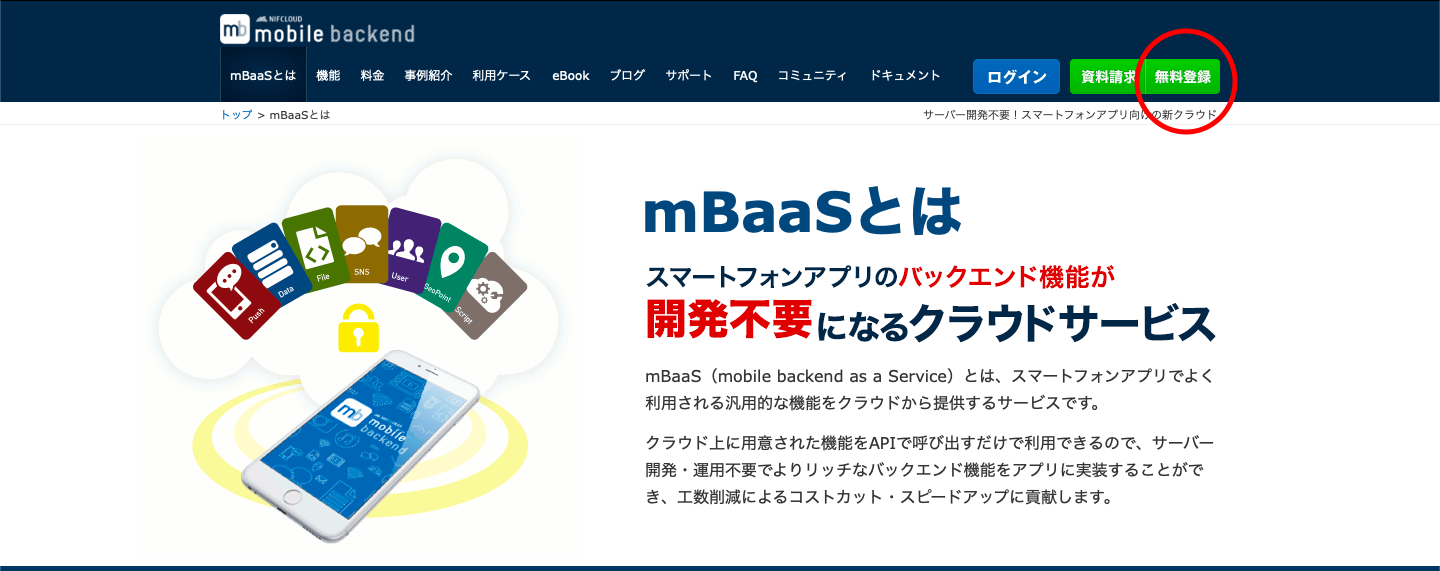 NIFCLOUD
mb mobile backend
mBaaSとは 機能 料金 事例紹介 利用ケース eBook ブログ サポート FAQ コミュニティ ドキュメント ログイン 資料請求 無料登録
トップ > mBaaSとは
サーバー開発不要！スマートフォンアプリ向けの新クラウド
Push
Data
File
SNS
User
GeoPoint
Script
mb mobile
backend
mBaaSとは
スマートフォンアプリのバックエンド機能が
開発不要になるクラウドサービス
mBaaS（mobile backend as a Service）とは、スマートフォンアプリでよく
利用される汎用的な機能をクラウドから提供するサービスです。
クラウド上に用意された機能をAPIで呼び出すだけで利用できるので、サーバー
開発・運用不要でよりリッチなバックエンド機能をアプリに実装することがで
き、工数削減によるコストカット・スピードアップに貢献します。